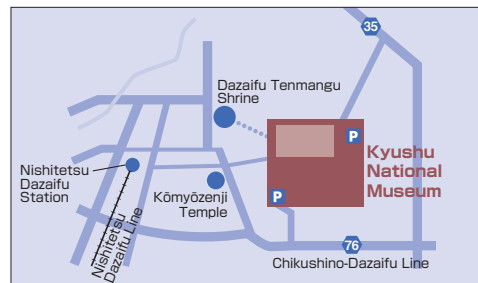 35
Dazaifu Tenmangu
Shrine
P
Kyushu
National
Museum
Nishitetsu
Dazaifu
Station
Kōmyōzenji
Temple
P
Nishitetsu
Dazaifu Line
76
Chikushino-Dazaifu Line